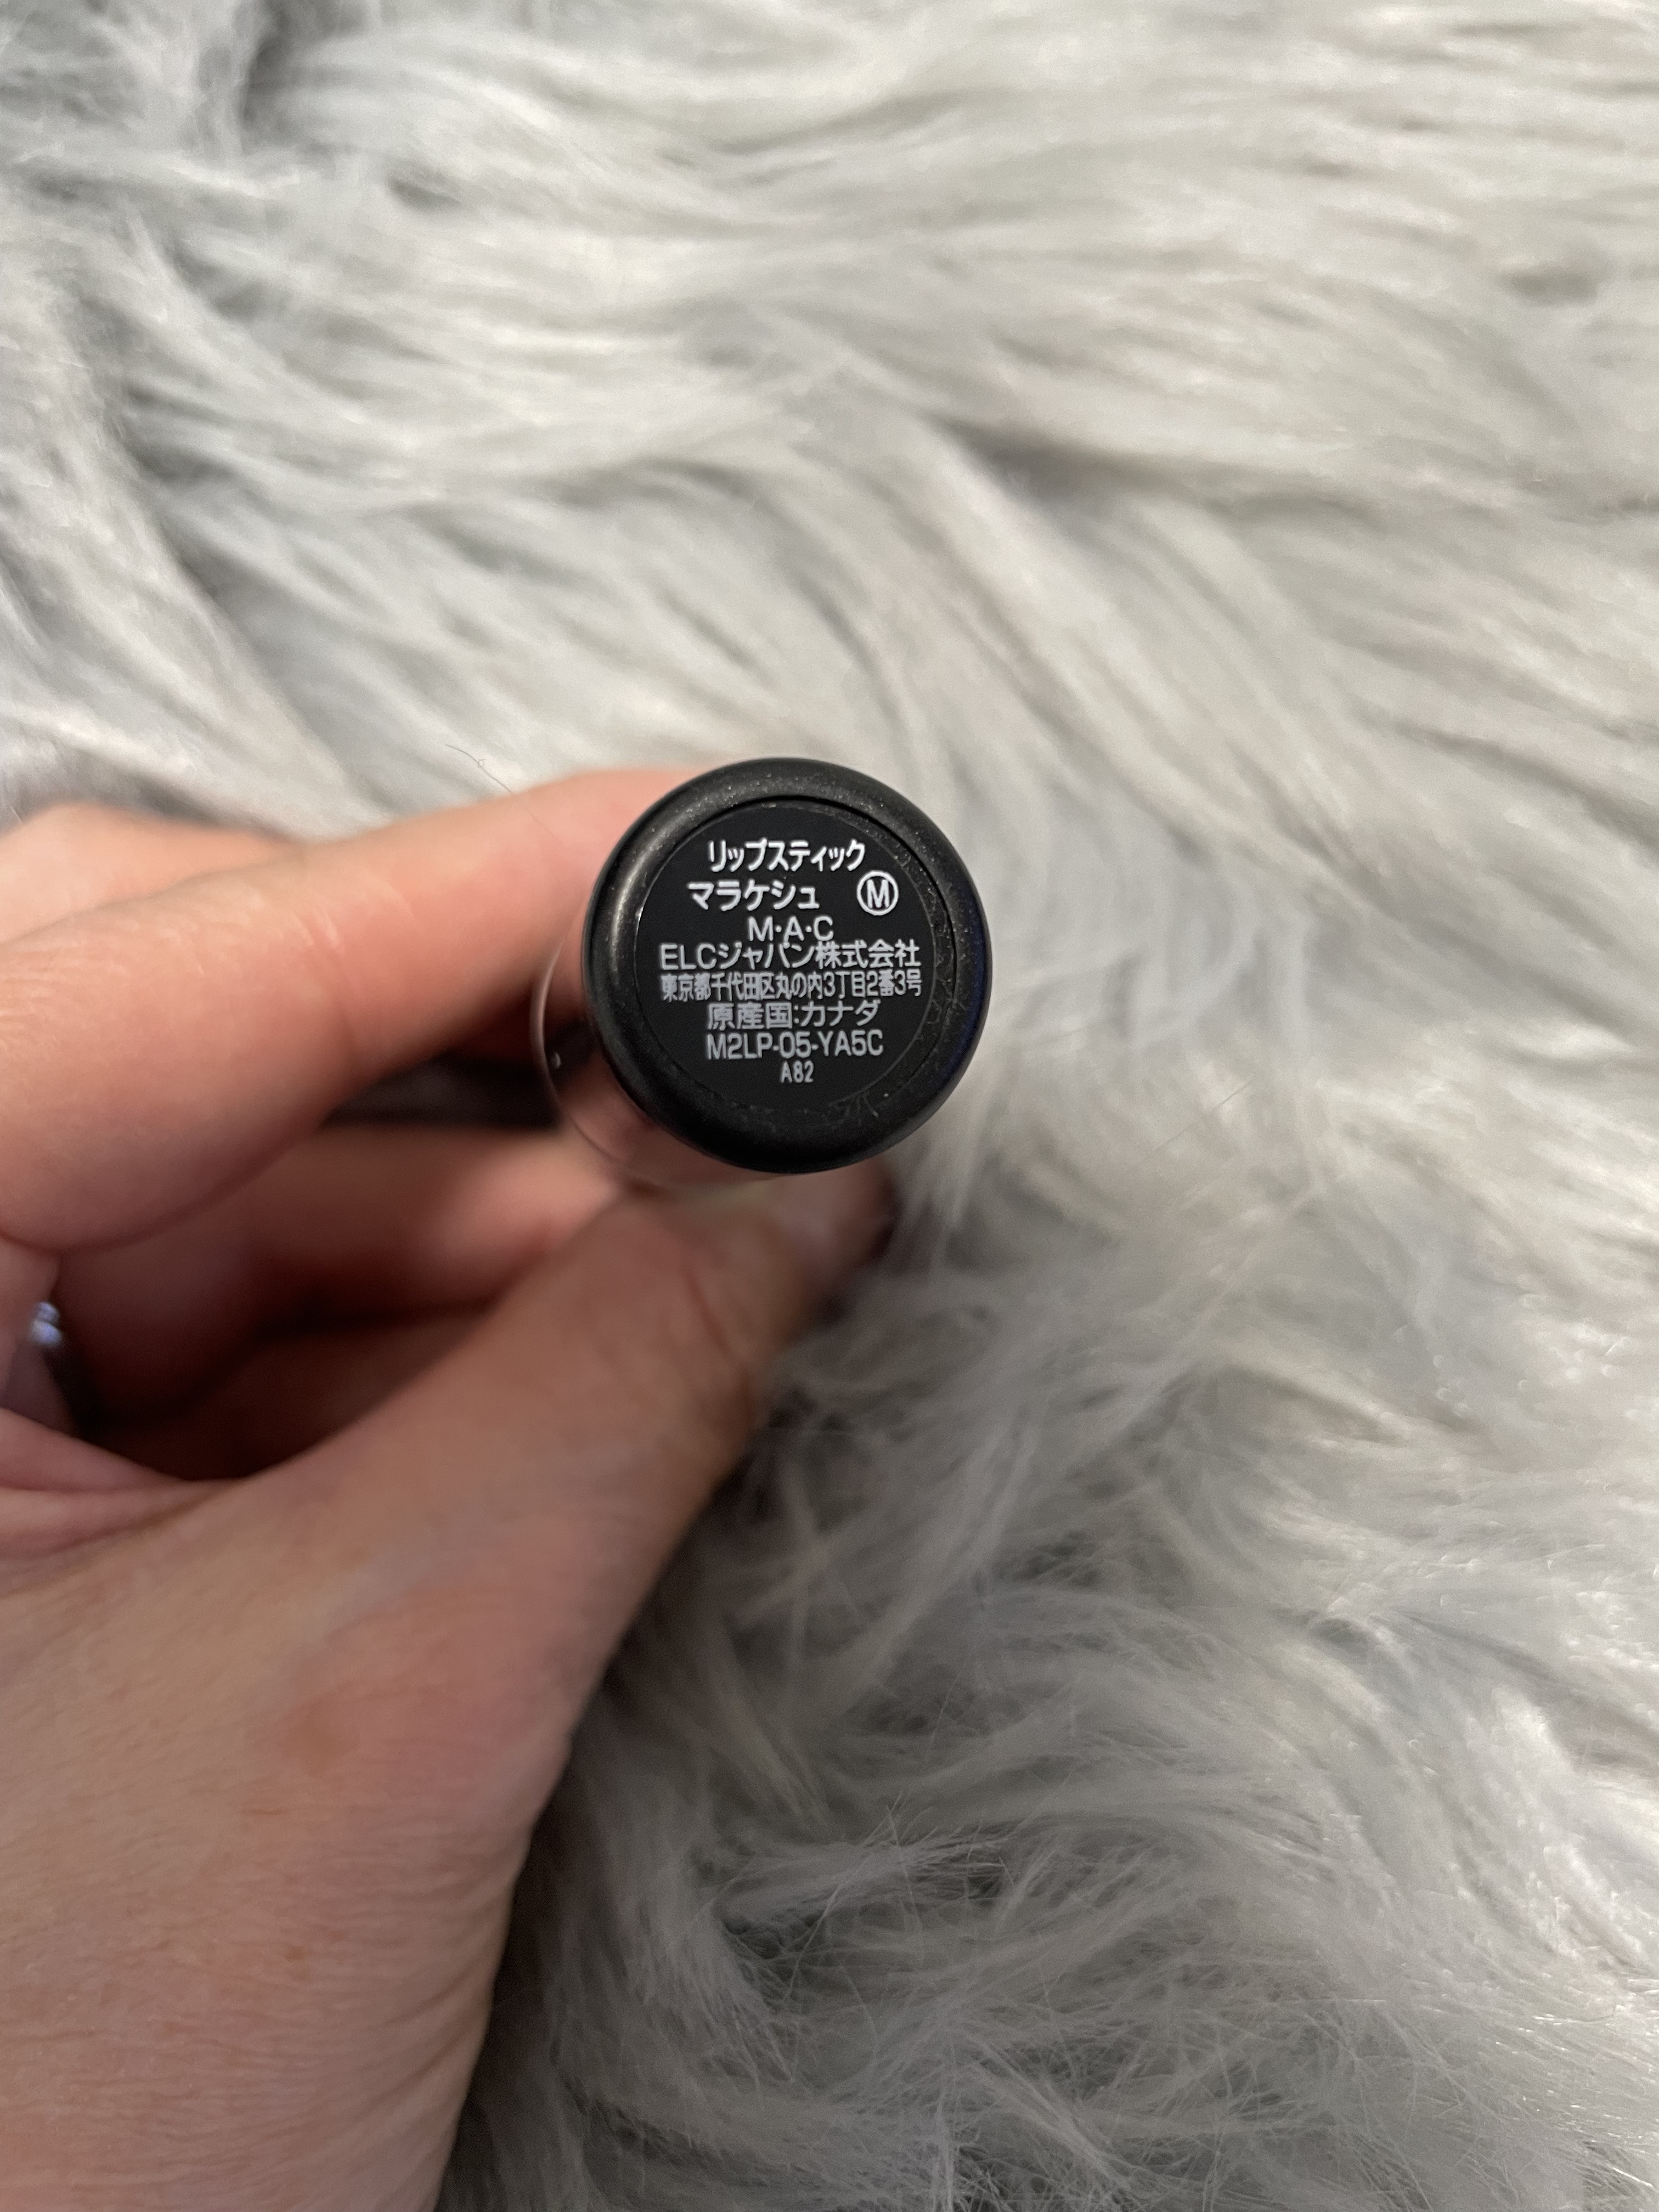 リップスティック
マラケシュ Ⓜ
M·A·C
ELCジャパン株式会社
東京都千代田区丸の内3丁目2番3号
原産国:カナダ
M2LP-05-YA5C
A82